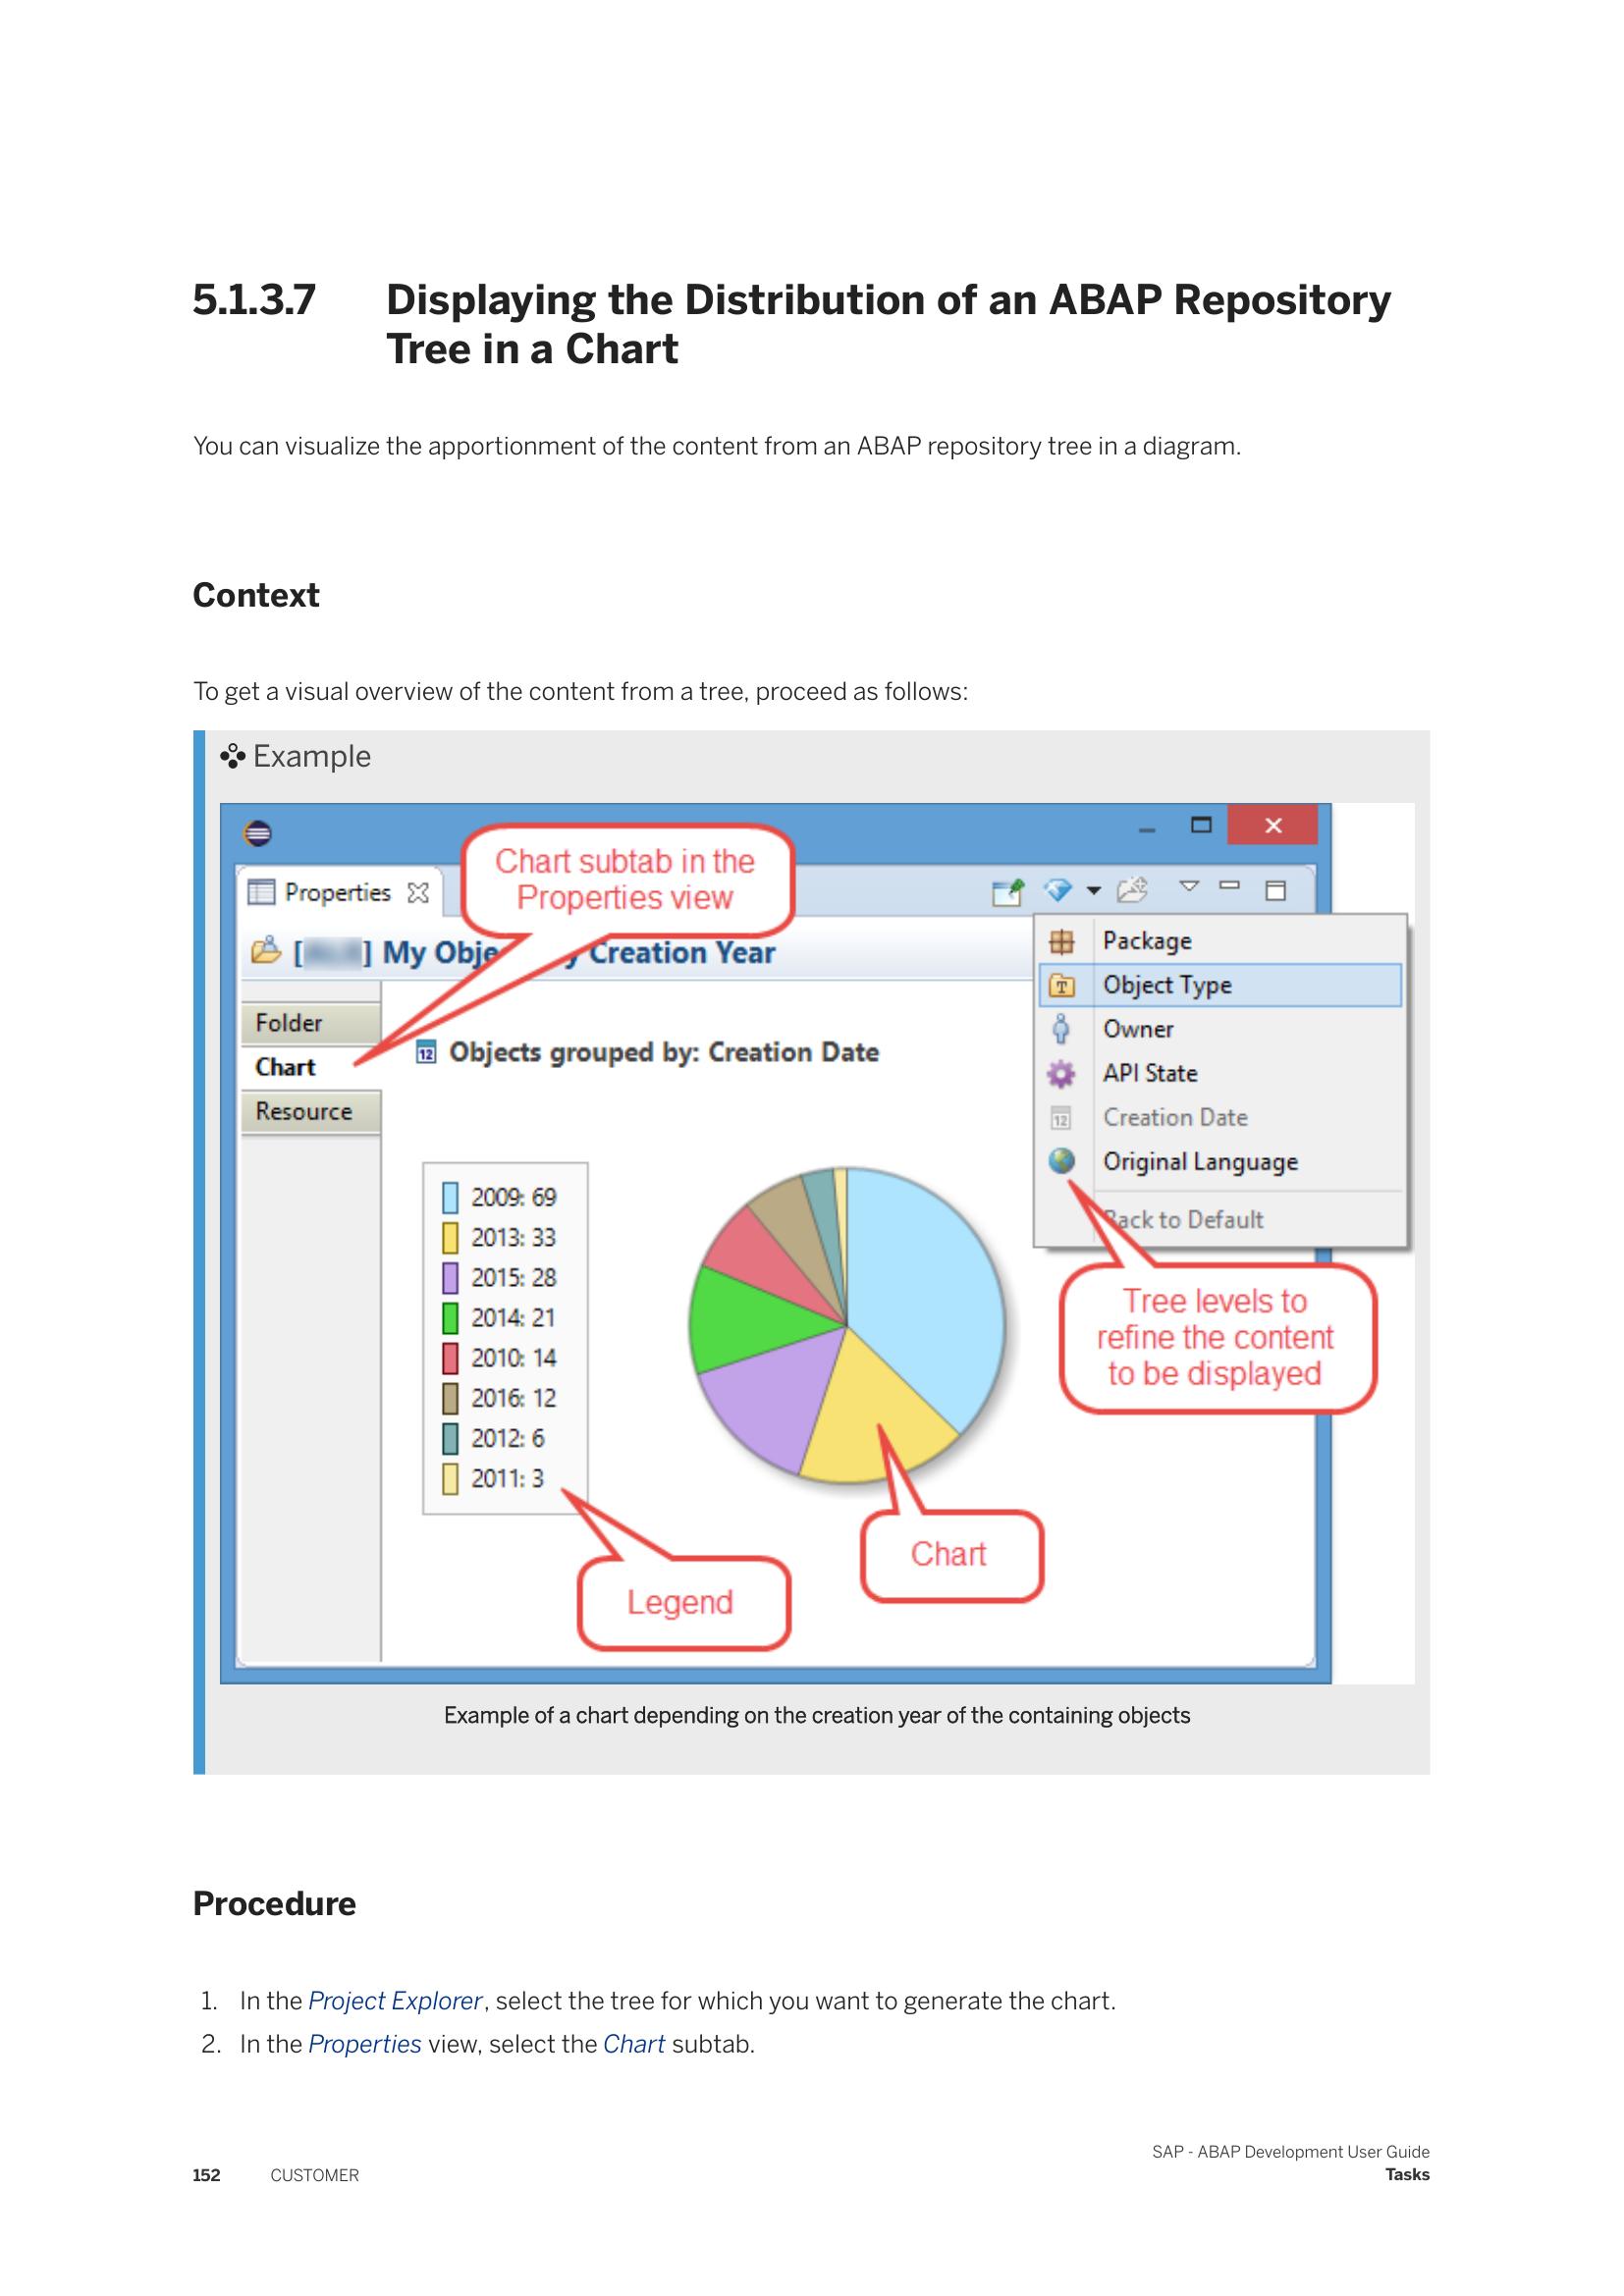 5.1.3.7 Displaying the Distribution of an ABAP Repository
Tree in a Chart
You can visualize the apportionment of the content from an ABAP repository tree in a diagram.
Context
To get a visual overview of the content from a tree, proceed as follows:
Example
Chart subtab in the
Properties view
Properties
[ ] My Obje y Creation Year
Folder
Chart
Resource
Objects grouped by: Creation Date
Package
Object Type
Owner
API State
12 Creation Date
Original Language
Back to Default
Tree levels to
refine the content
to be displayed
2009: 69
2013: 33
2015: 28
2014: 21
2010: 14
2016: 12
2012: 6
2011: 3
Chart
Legend
Example of a chart depending on the creation year of the containing objects
Procedure
1. In the Project Explorer, select the tree for which you want to generate the chart.
2. In the Properties view, select the Chart subtab.
SAP - ABAP Development User Guide
152 CUSTOMER Tasks